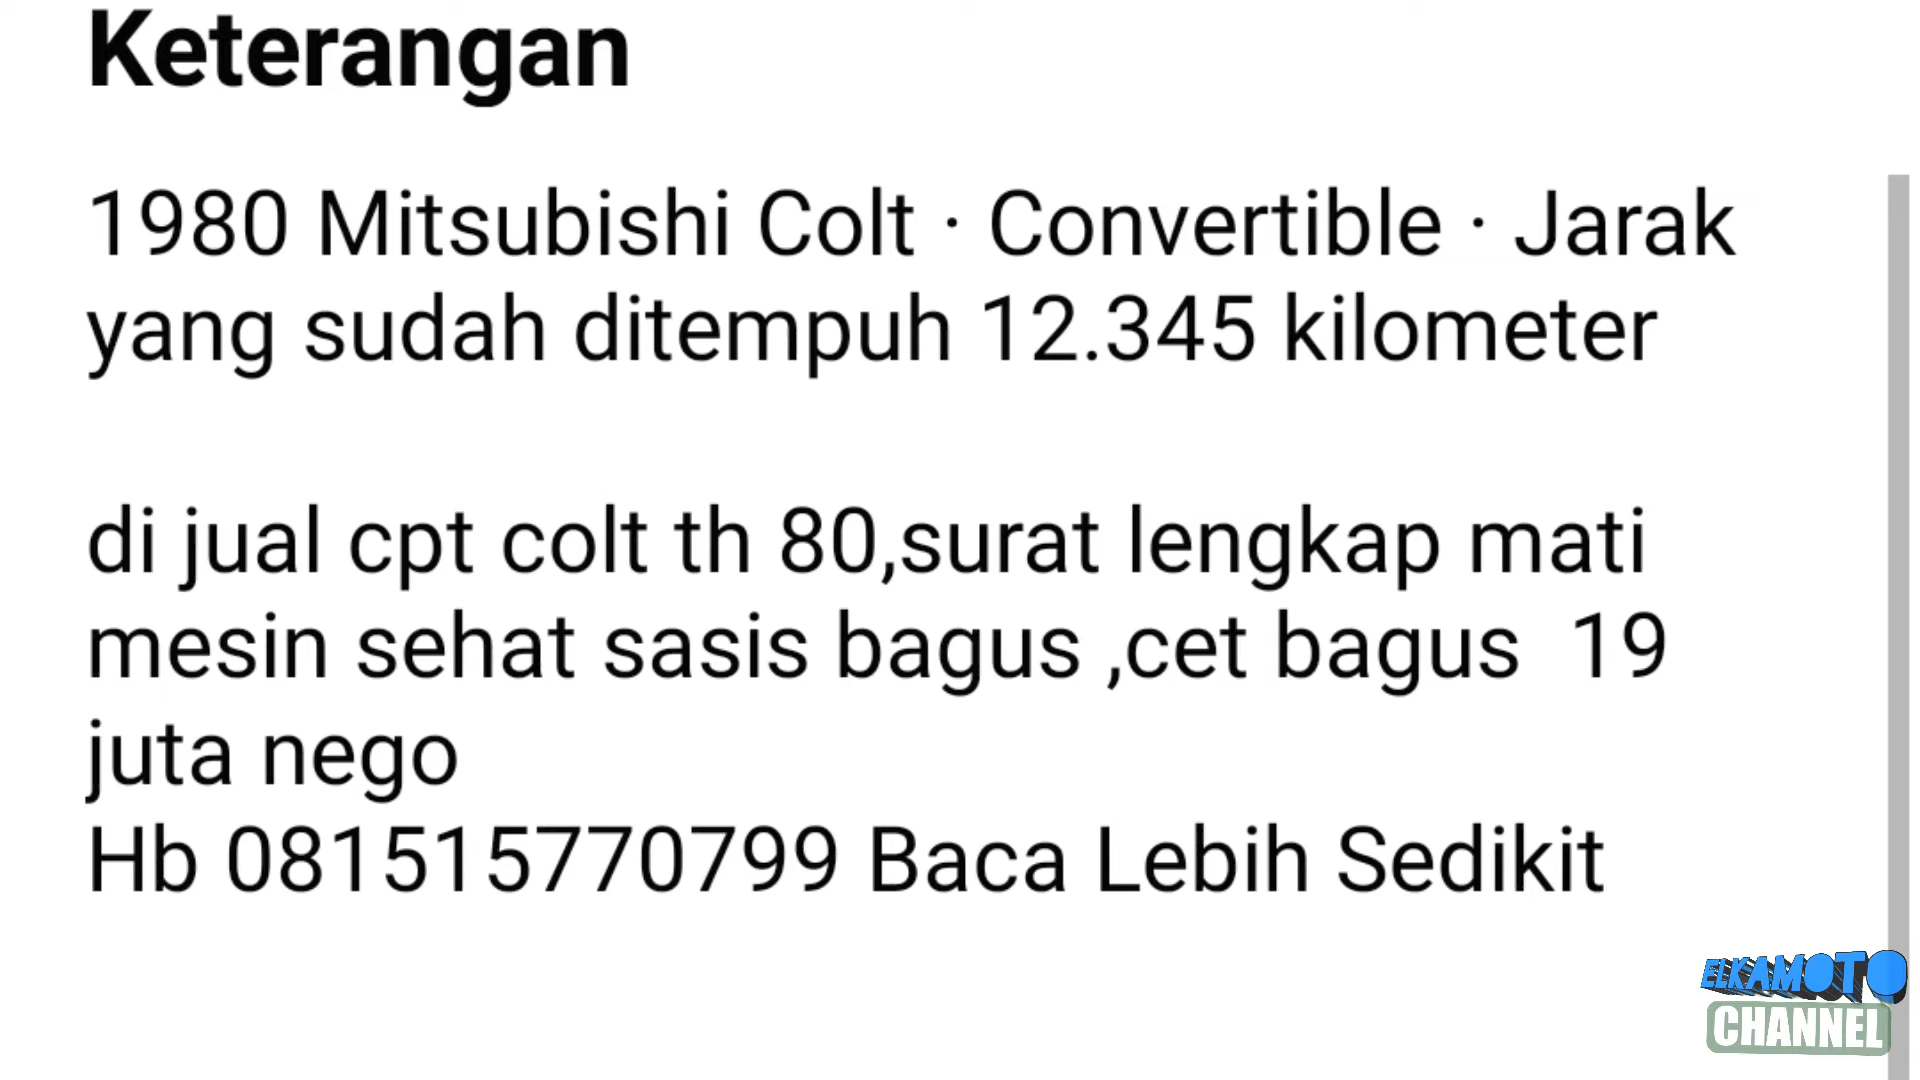 Keterangan
1980 Mitsubishi Colt · Convertible · Jarak
yang sudah ditempuh 12.345 kilometer
di jual cpt colt th 80,surat lengkap mati
mesin sehat sasis bagus ,cet bagus  19
juta nego
Hb 081515770799 Baca Lebih Sedikit
ELKAMOTO
CHANNEL